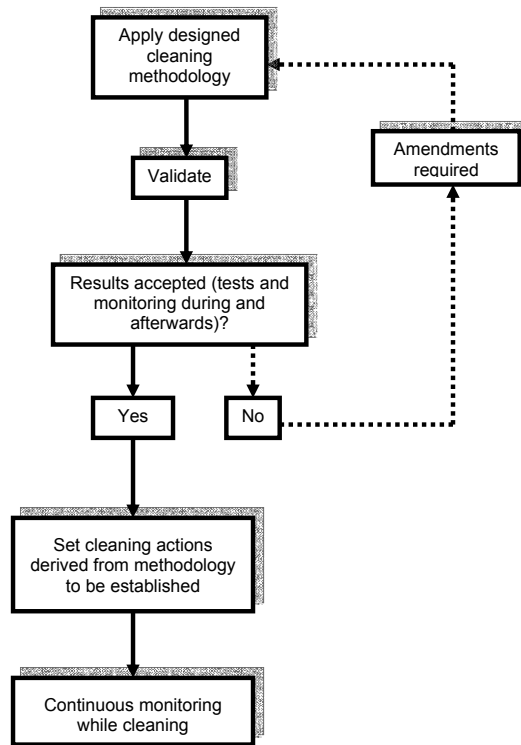 Apply designed
cleaning
methodology
Amendments
required
Validate
Results accepted (tests and
monitoring during and
afterwards)?
Yes
No
Set cleaning actions
derived from methodology
to be established
Continuous monitoring
while cleaning